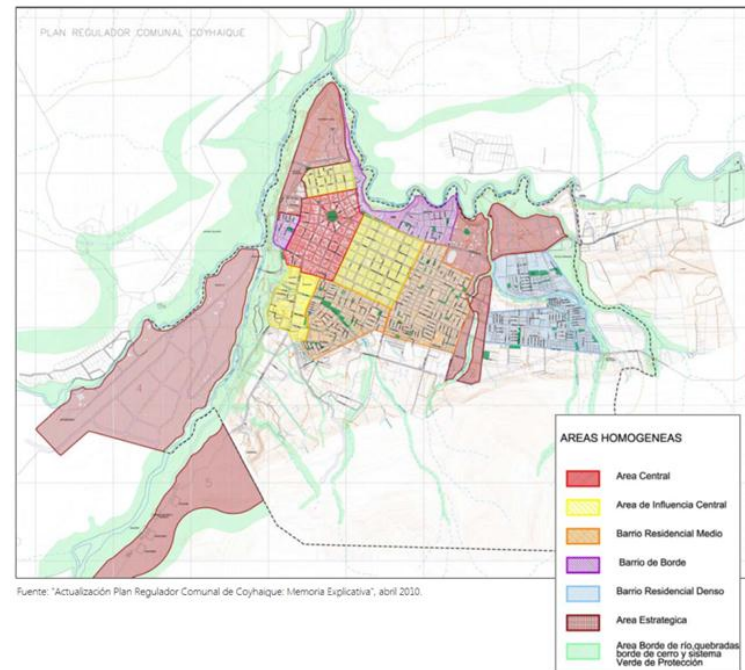 PLAN REGULADOR COMUNAL COYHAIQUE
4
5
AREAS HOMOGENEAS
Area Central
Area de Influencia Central
Barrio Residencial Medio
Barrio de Borde
Barrio Residencial Denso
Area Estrategica
Area Borde de río,quebradas
borde de cerro y sistema
Verde de Protección
Fuente: "Actualización Plan Regulador Comunal de Coyhaique: Memoria Explicativa", abril 2010.